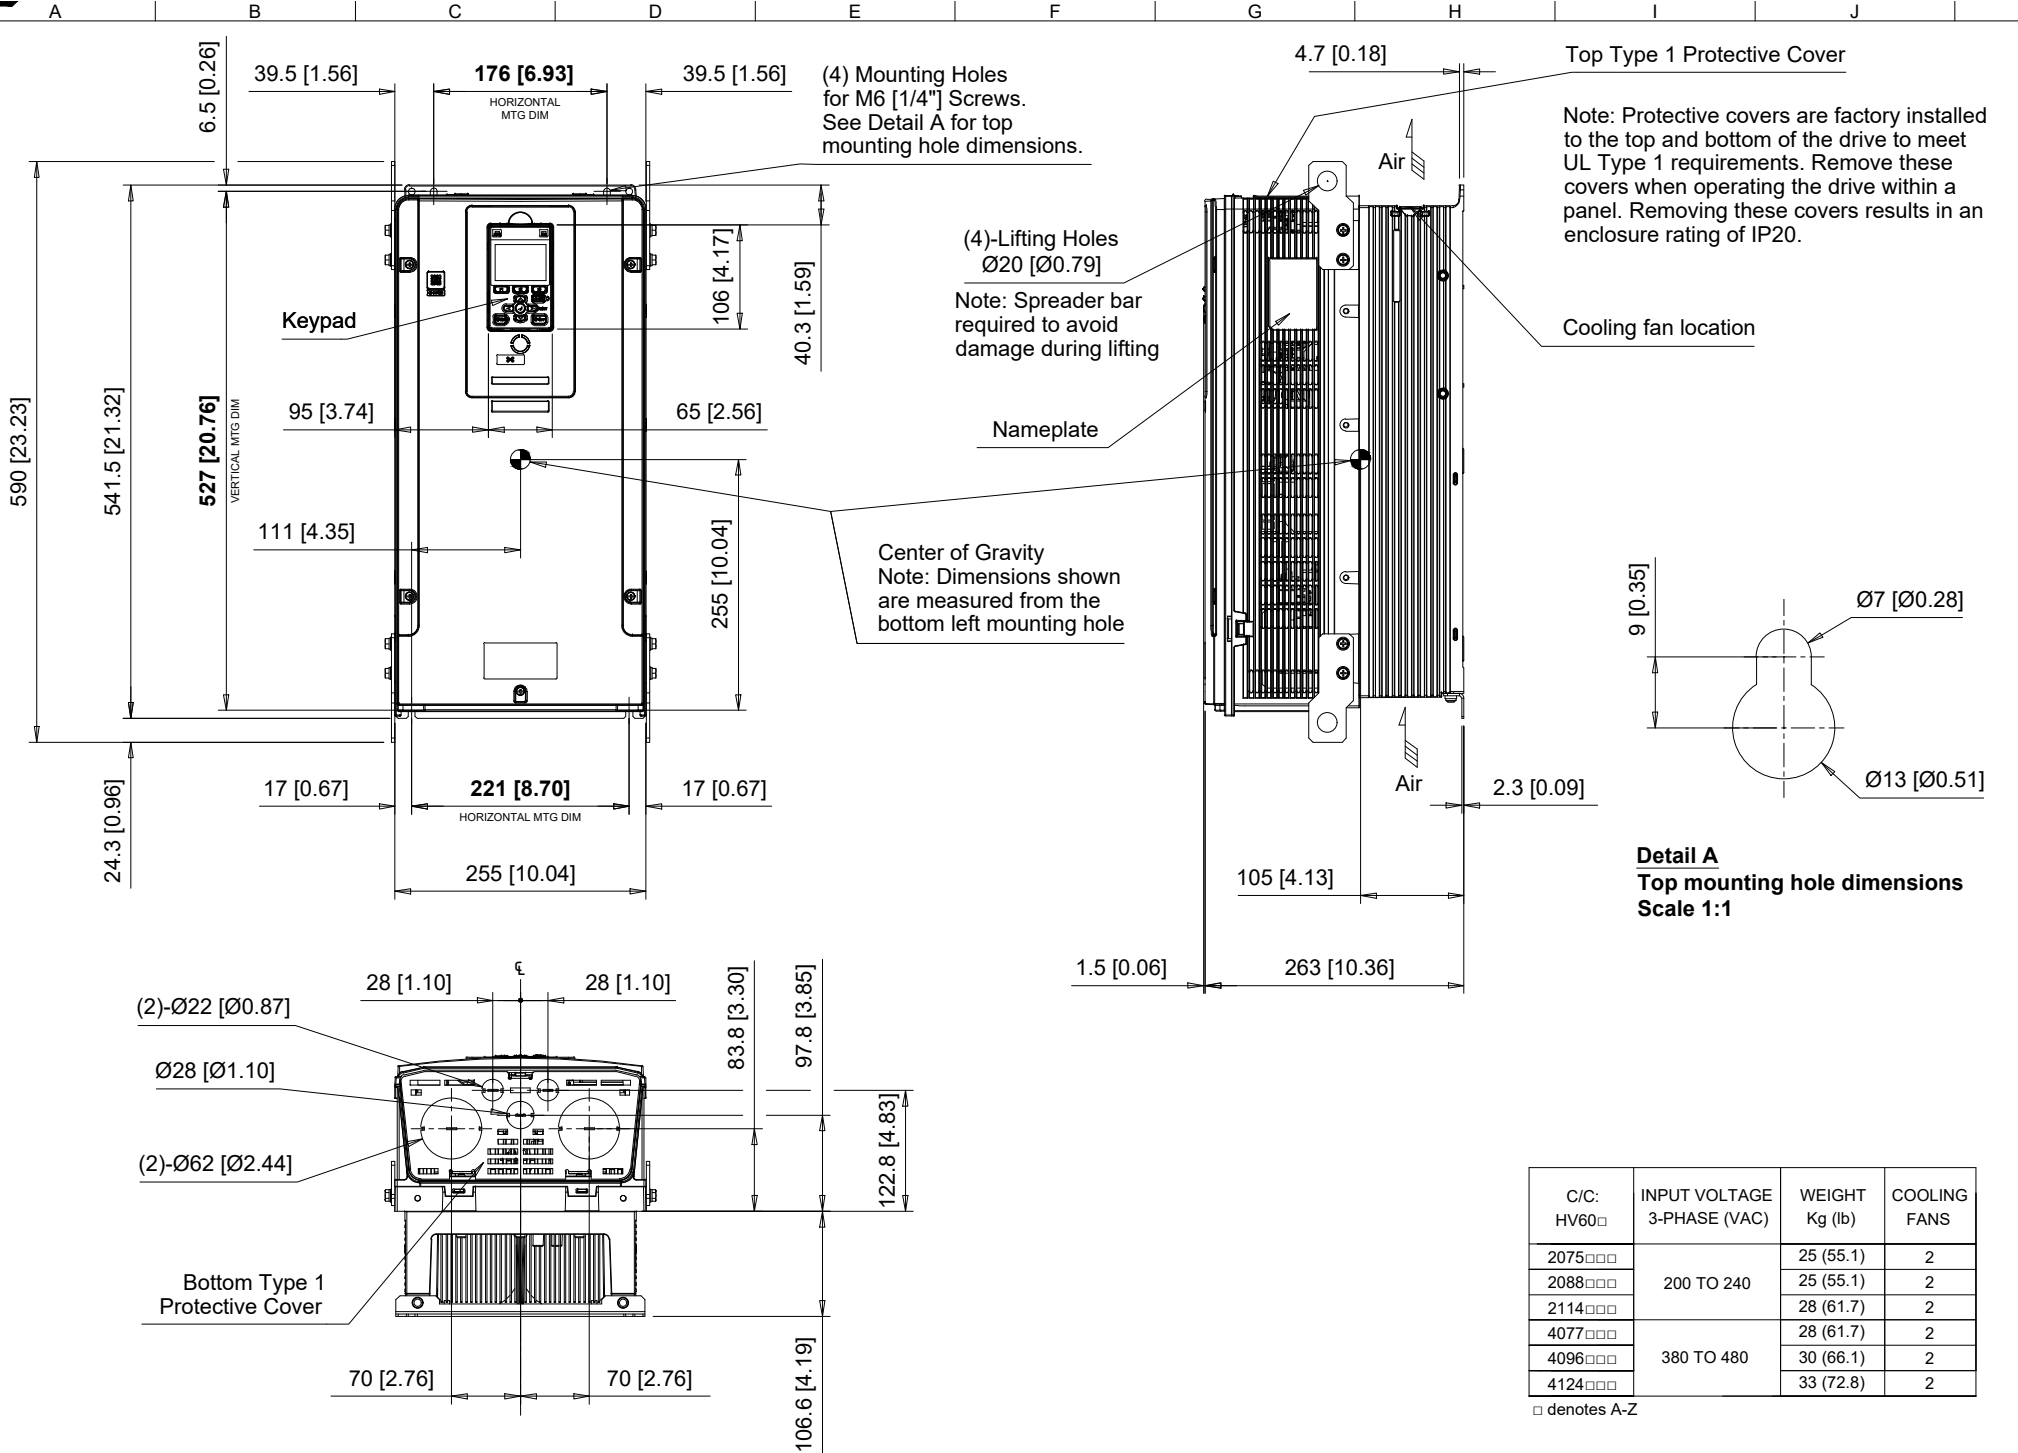 A B C D E F G H I J
6.5 [0.26]
39.5 [1.56]
176 [6.93]
HORIZONTAL
MTG DIM
39.5 [1.56]
(4) Mounting Holes
for M6 [1/4"] Screws.
See Detail A for top
mounting hole dimensions.
590 [23.23]
541.5 [21.32]
527 [20.76]
VERTICAL MTG DIM
Keypad
106 [4.17]
40.3 [1.59]
95 [3.74]
65 [2.56]
111 [4.35]
255 [10.04]
24.3 [0.96]
17 [0.67]
221 [8.70]
HORIZONTAL MTG DIM
17 [0.67]
255 [10.04]
4.7 [0.18]
Top Type 1 Protective Cover
Air
Note: Protective covers are factory installed
to the top and bottom of the drive to meet
UL Type 1 requirements. Remove these
covers when operating the drive within a
panel. Removing these covers results in an
enclosure rating of IP20.
(4)-Lifting Holes
Ø20 [Ø0.79]
Note: Spreader bar
required to avoid
damage during lifting
Cooling fan location
Nameplate
Center of Gravity
Note: Dimensions shown
are measured from the
bottom left mounting hole
Air
2.3 [0.09]
105 [4.13]
1.5 [0.06]
263 [10.36]
9 [0.35]
Ø7 [Ø0.28]
Ø13 [Ø0.51]
Detail A
Top mounting hole dimensions
Scale 1:1
28 [1.10]
28 [1.10]
(2)-Ø22 [Ø0.87]
Ø28 [Ø1.10]
(2)-Ø62 [Ø2.44]
83.8 [3.30]
97.8 [3.85]
122.8 [4.83]
Bottom Type 1
Protective Cover
70 [2.76]
70 [2.76]
106.6 [4.19]
C/C: HV60□ INPUT VOLTAGE 3-PHASE (VAC) WEIGHT Kg (lb) COOLING FANS
2075□□□ 200 TO 240 25 (55.1) 2
2088□□□ 25 (55.1) 2
2114□□□ 28 (61.7) 2
4077□□□ 380 TO 480 28 (61.7) 2
4096□□□ 30 (66.1) 2
4124□□□ 33 (72.8) 2
□ denotes A-Z